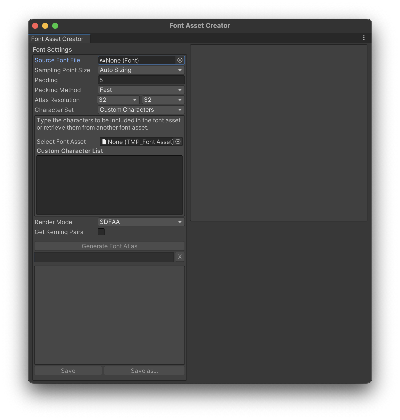 Font Asset Creator
Font Asset Creator
Font Settings
Source Font File None (Font)
Sampling Point Size Auto Sizing
Padding 5
Packing Method Fast
Atlas Resolution 32 32
Character Set Custom Characters
Type the characters to be included in the font asset
or retrieve them from another font asset.
Select Font Asset None (TMP_Font Asset)
Custom Character List
Render Mode SDFAA
Get Kerning Pairs
Generate Font Atlas
X
Save
Save as...